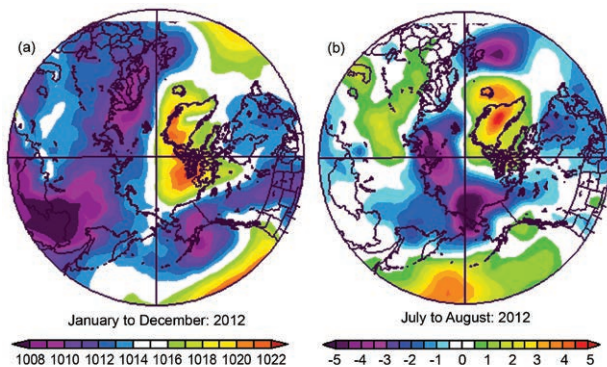 (a)
(b)
January to December: 2012
July to August: 2012
1008 1010 1012 1014 1016 1018 1020 1022
-5 -4 -3 -2 -1 0 1 2 3 4 5